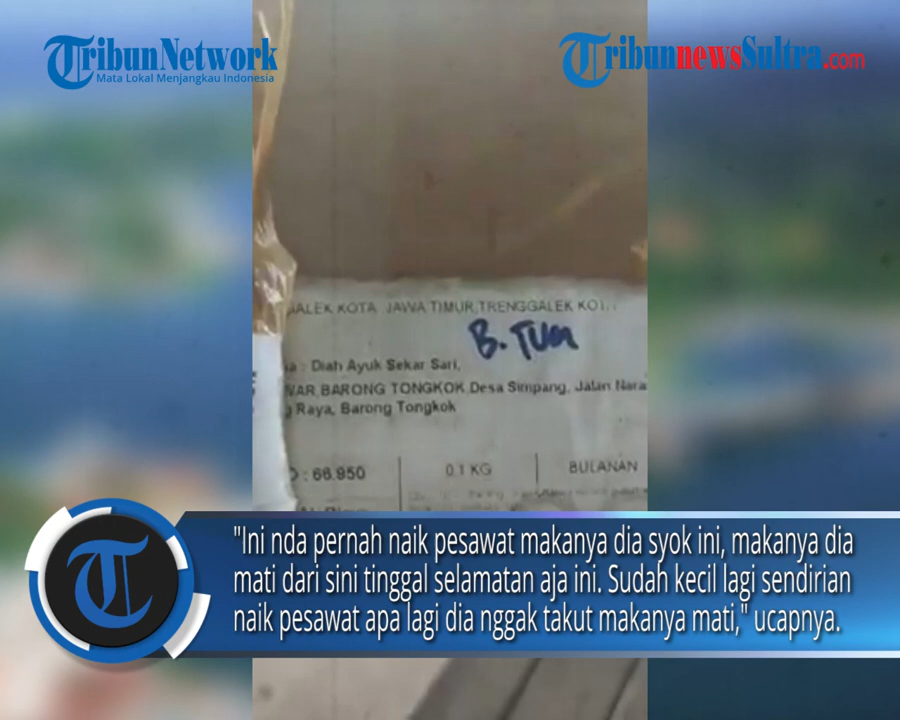 TribunNetwork
Mata Lokal Menjangkau Indonesia
TribunnewsSultra.com
ALEK KOTA, JAWA TIMUR,TRENGGALEK KOT
B. TUA
a : Diah Ayuk Sekar Sari,
WAR,BARONG TONGKOK,Desa Simpang, Jalan Nara
g Raya, Barong Tongkok
: 66.950
0.1 KG
BULANAN
"Ini nda pernah naik pesawat makanya dia syok ini, makanya dia
mati dari sini tinggal selamatan aja ini. Sudah kecil lagi sendirian
naik pesawat apa lagi dia nggak takut makanya mati," ucapnya.